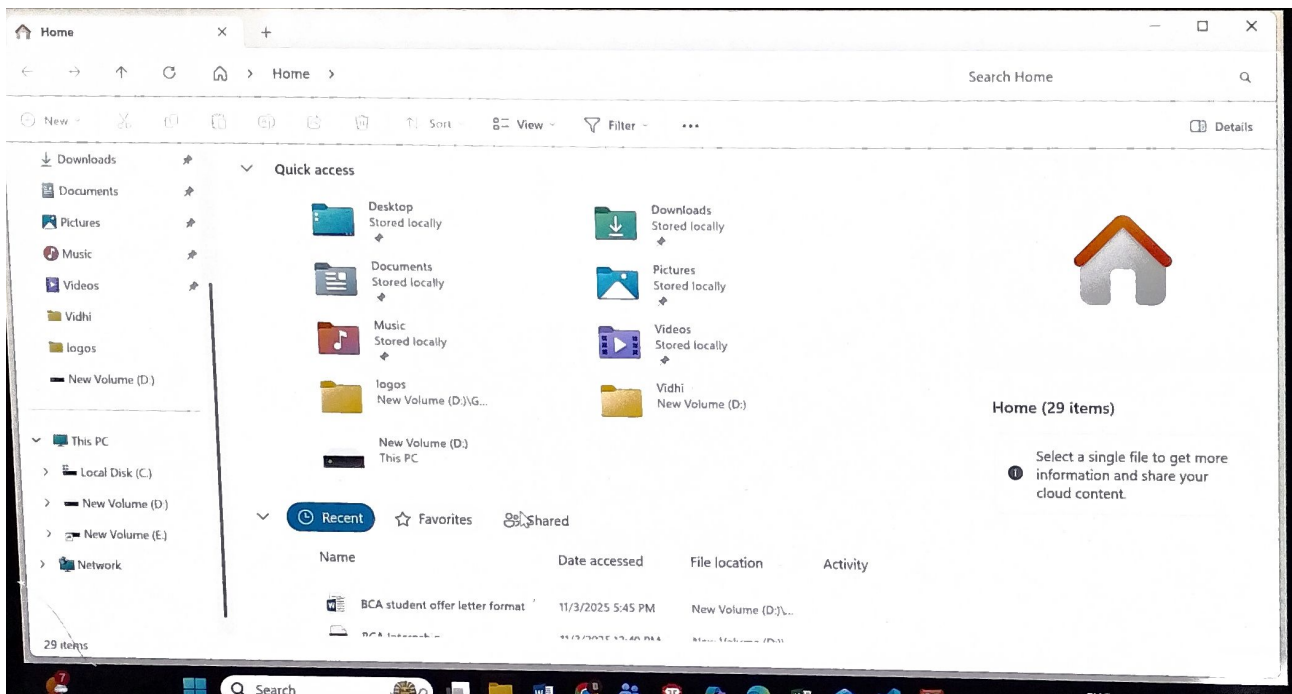 Home
Home
Search Home
New
Sort
View
Filter
Details
Downloads
Documents
Pictures
Music
Videos
Vidhi
logos
New Volume (D:)
This PC
Local Disk (C:)
New Volume (D:)
New Volume (E:)
Network
29 items
Quick access
Desktop
Stored locally
Downloads
Stored locally
Documents
Stored locally
Pictures
Stored locally
Music
Stored locally
Videos
Stored locally
logos
New Volume (D:)\G...
Vidhi
New Volume (D:)
New Volume (D:)
This PC
Recent Favorites Shared
Name Date accessed File location Activity
BCA student offer letter format 11/3/2025 5:45 PM New Volume (D:)\...
Home (29 items)
Select a single file to get more
information and share your
cloud content.
7
Search